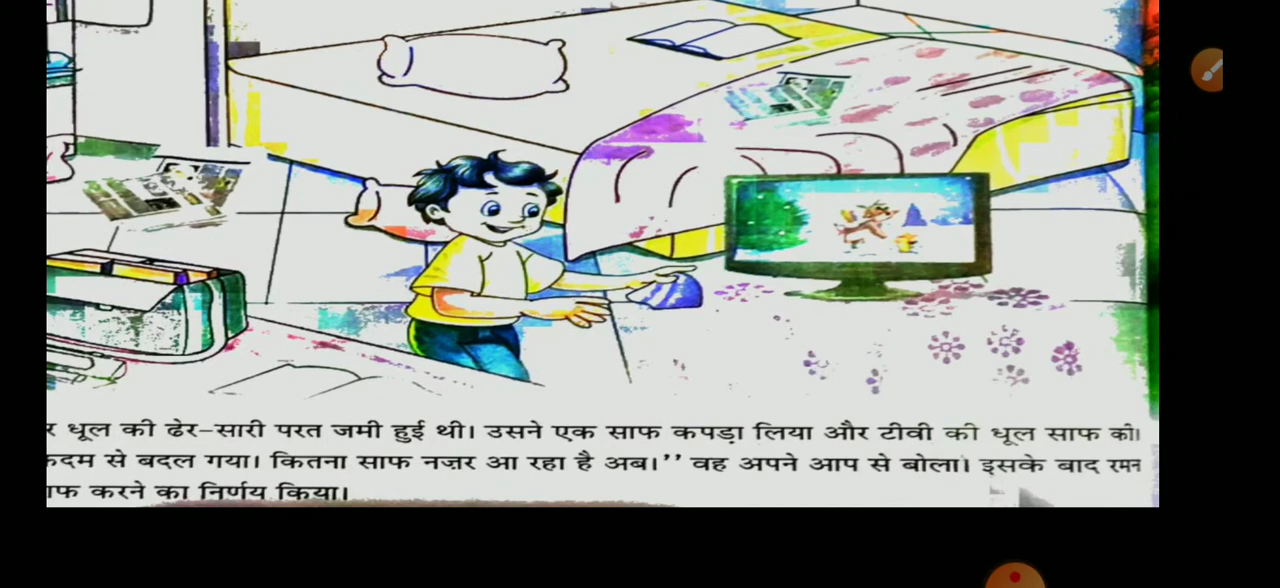 धूल की ढेर-सारी परत जमी हुई थी। उसने एक साफ कपड़ा लिया और टीवी की धूल साफ की।
से बदल गया। कितना साफ नज़र आ रहा है अब।’’ वह अपने आप से बोला। इसके बाद रमन
करने का निर्णय किया।